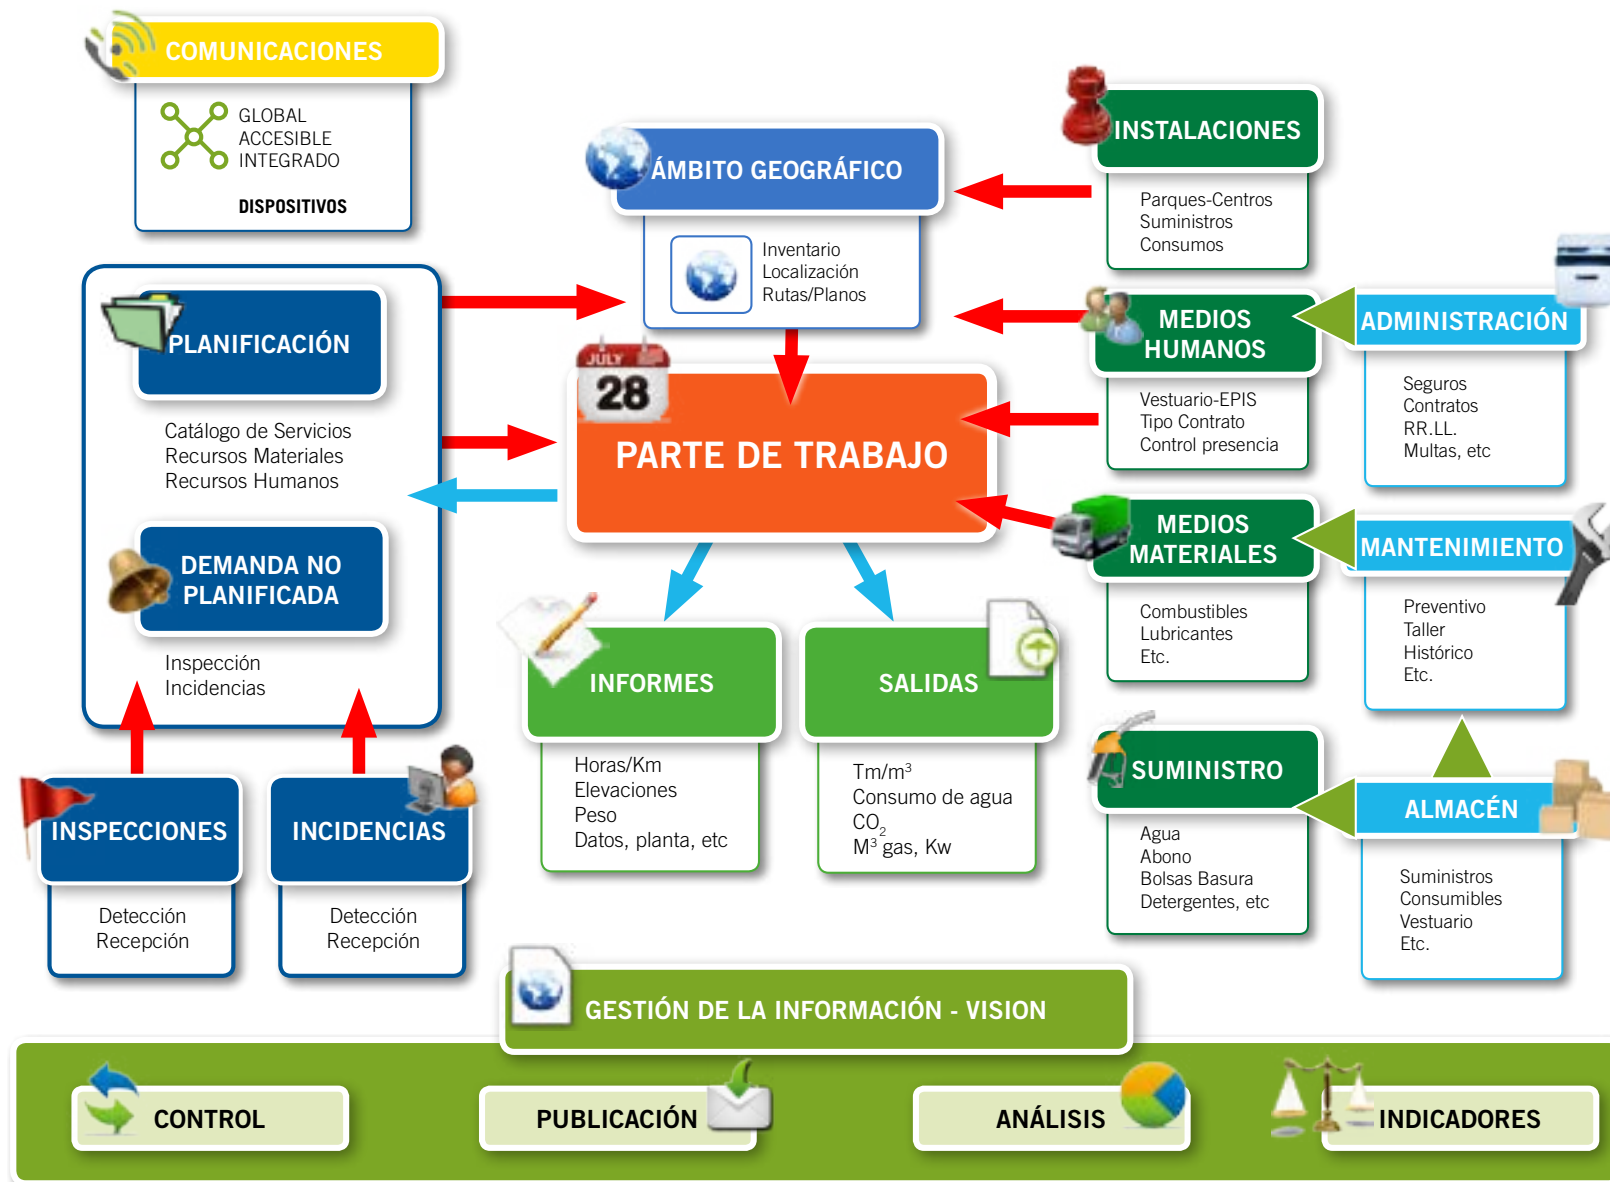 COMUNICACIONES
GLOBAL
ACCESIBLE
INTEGRADO
DISPOSITIVOS
PLANIFICACIÓN
Catálogo de Servicios
Recursos Materiales
Recursos Humanos
DEMANDA NO
PLANIFICADA
Inspección
Incidencias
INSPECCIONES
Detección
Recepción
INCIDENCIAS
Detección
Recepción
ÁMBITO GEOGRÁFICO
Inventario
Localización
Rutas/Planos
JULY
28
PARTE DE TRABAJO
INFORMES
Horas/Km
Elevaciones
Peso
Datos, planta, etc
SALIDAS
Tm/m³
Consumo de agua
CO₂
M³ gas, Kw
INSTALACIONES
Parques-Centros
Suministros
Consumos
MEDIOS
HUMANOS
Vestuario-EPIS
Tipo Contrato
Control presencia
MEDIOS
MATERIALES
Combustibles
Lubricantes
Etc.
SUMINISTRO
Agua
Abono
Bolsas Basura
Detergentes, etc
ADMINISTRACIÓN
Seguros
Contratos
RR.LL.
Multas, etc
MANTENIMIENTO
Preventivo
Taller
Histórico
Etc.
ALMACÉN
Suministros
Consumibles
Vestuario
Etc.
GESTIÓN DE LA INFORMACIÓN - VISION
CONTROL
PUBLICACIÓN
ANÁLISIS
INDICADORES